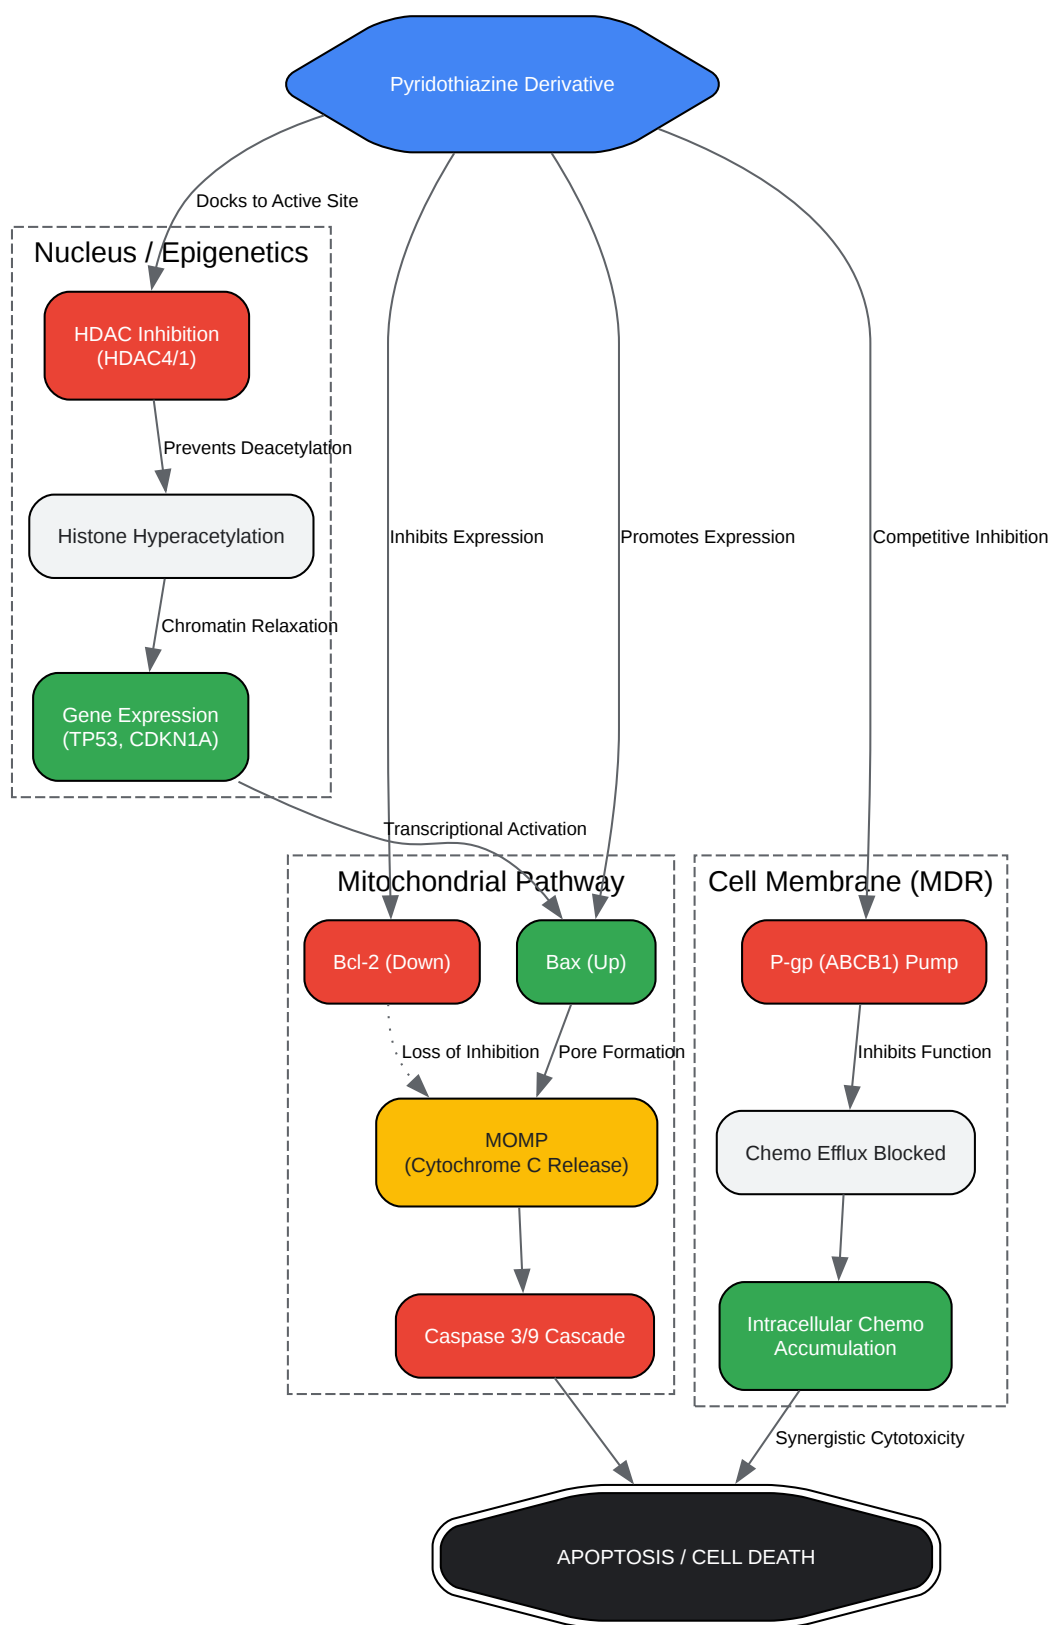 Pyridothiazine Derivative
Docks to Active Site
Nucleus / Epigenetics
HDAC Inhibition
(HDAC4/1)
Prevents Deacetylation
Histone Hyperacetylation
Inhibits Expression
Promotes Expression
Competitive Inhibition
Chromatin Relaxation
Gene Expression
(TP53, CDKN1A)
Transcriptional Activation
Mitochondrial Pathway
Cell Membrane (MDR)
Bcl-2 (Down)
Bax (Up)
P-gp (ABCB1) Pump
Loss of Inhibition
Pore Formation
Inhibits Function
MOMP
(Cytochrome C Release)
Chemo Efflux Blocked
Caspase 3/9 Cascade
Intracellular Chemo
Accumulation
Synergistic Cytotoxicity
APOPTOSIS / CELL DEATH